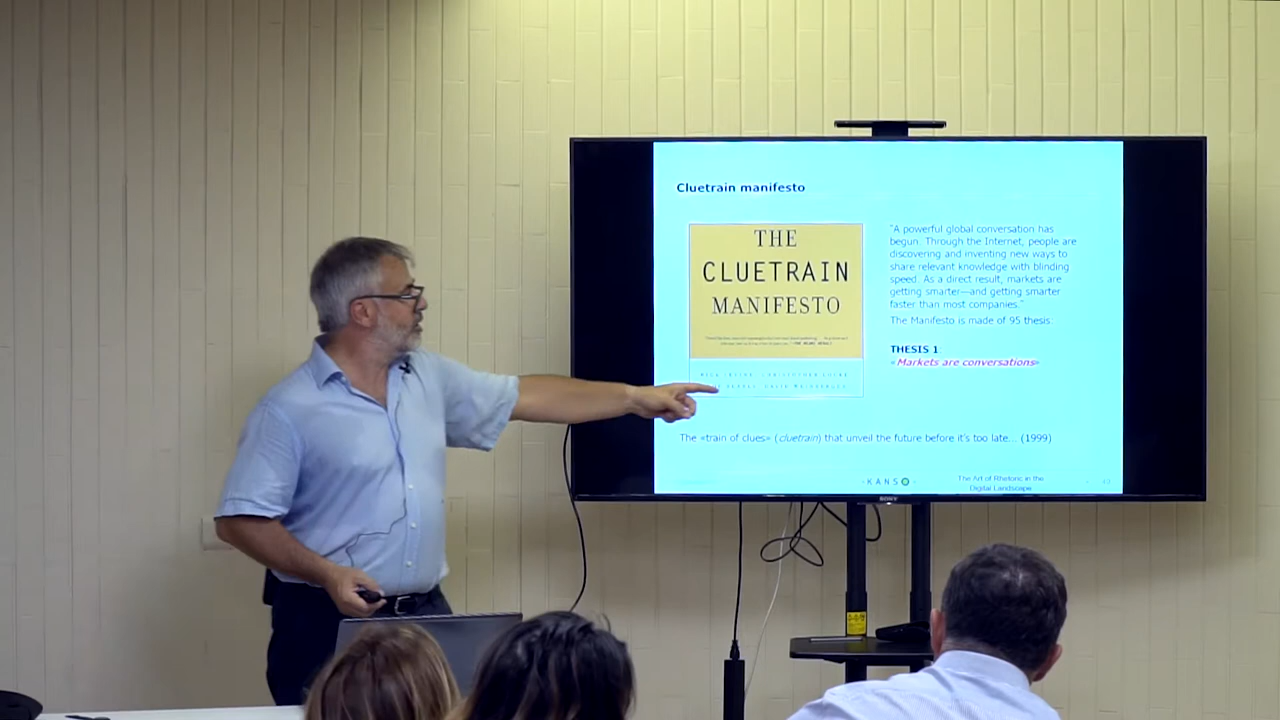 Cluetrain manifesto
THE
CLUETRAIN
MANIFESTO
"A powerful global conversation has
begun. Through the Internet, people are
discovering and inventing new ways to
share relevant knowledge with blinding
speed. As a direct result, markets are
getting smarter—and getting smarter
faster than most companies."
The Manifesto is made of 95 thesis:
THESIS 1
«Markets are conversations»
The «train of clues» (cluetrain) that unveil the future before it's too late... (1999)
KANSO
The Art of Rhetoric in the
Digital Landscape
SONY